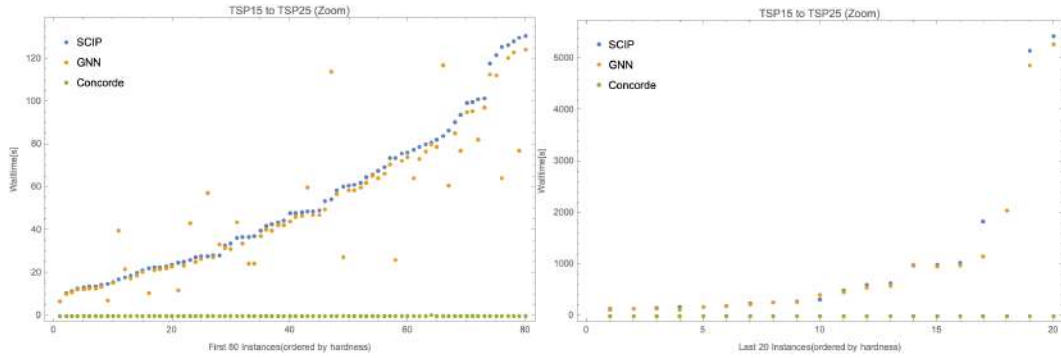 TSP15 to TSP25 (Zoom)
SCIP
GNN
Concorde
120
100
80
60
40
20
0
Walltime[s]
0 20 40 60 80
First 80 Instances(ordered by hardness)
TSP15 to TSP25 (Zoom)
SCIP
GNN
Concorde
5000
4000
3000
2000
1000
0
Walltime[s]
0 5 10 15 20
Last 20 Instances(ordered by hardness)